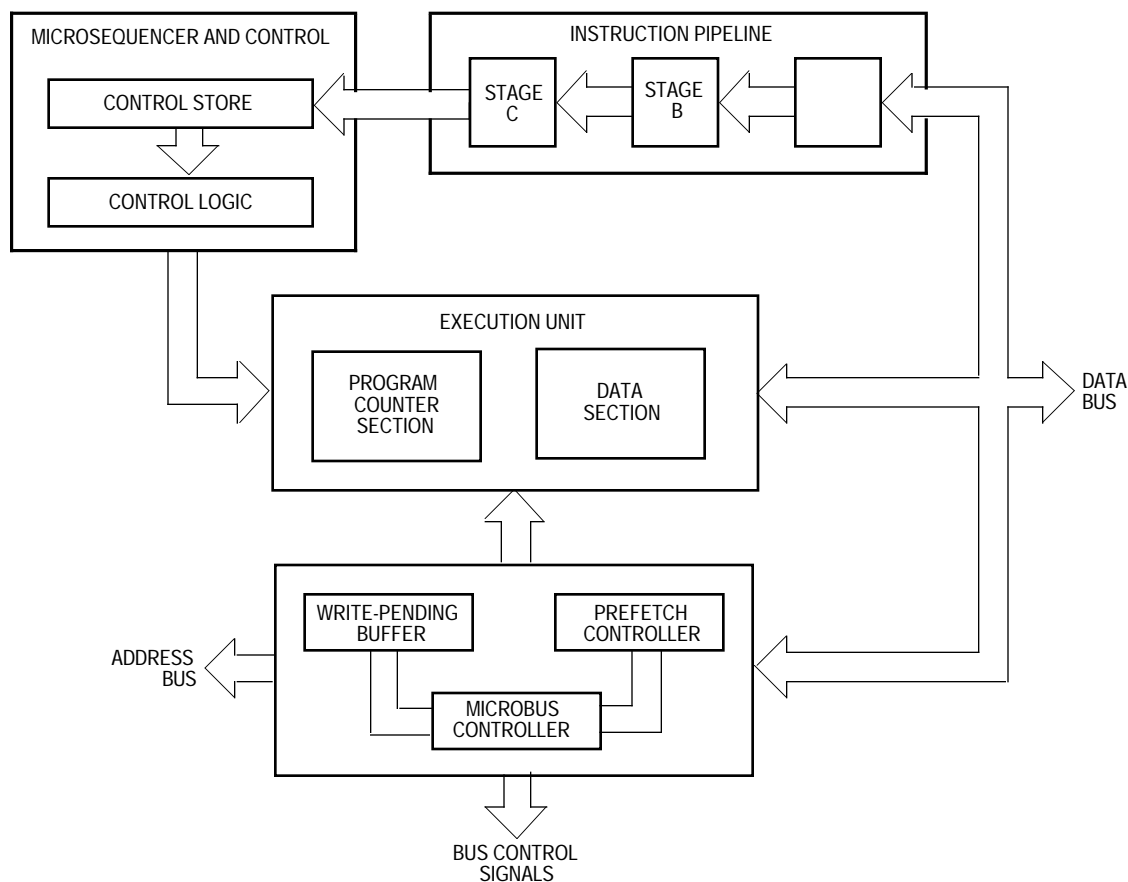 MICROSEQUENCER AND CONTROL
CONTROL STORE
CONTROL LOGIC
INSTRUCTION PIPELINE
STAGE
C
STAGE
B
EXECUTION UNIT
PROGRAM
COUNTER
SECTION
DATA
SECTION
DATA
BUS
WRITE-PENDING
BUFFER
PREFETCH
CONTROLLER
MICROBUS
CONTROLLER
ADDRESS
BUS
BUS CONTROL
SIGNALS